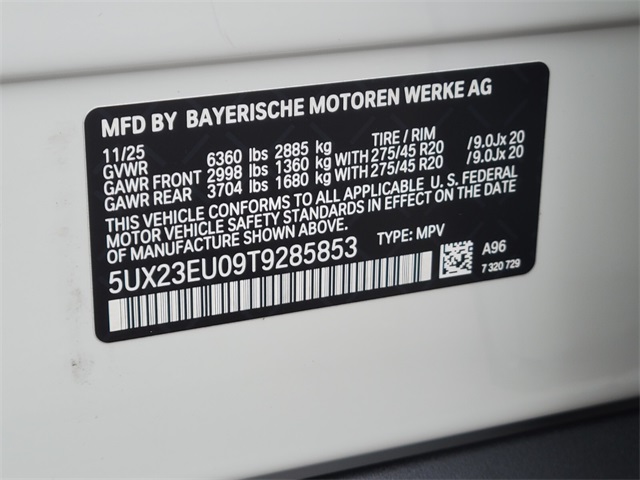 MFD BY BAYERISCHE MOTOREN WERKE AG
11/25 TIRE / RIM
GVWR 6360 lbs 2885 kg
GAWR FRONT 2998 lbs 1360 kg WITH 275/45 R20 / 9.0Jx 20
GAWR REAR 3704 lbs 1680 kg WITH 275/45 R20 / 9.0Jx 20
THIS VEHICLE CONFORMS TO ALL APPLICABLE U. S. FEDERAL
MOTOR VEHICLE SAFETY STANDARDS IN EFFECT ON THE DATE
OF MANUFACTURE SHOWN ABOVE.
5UX23EU09T9285853 TYPE: MPV
A96
7 320 729